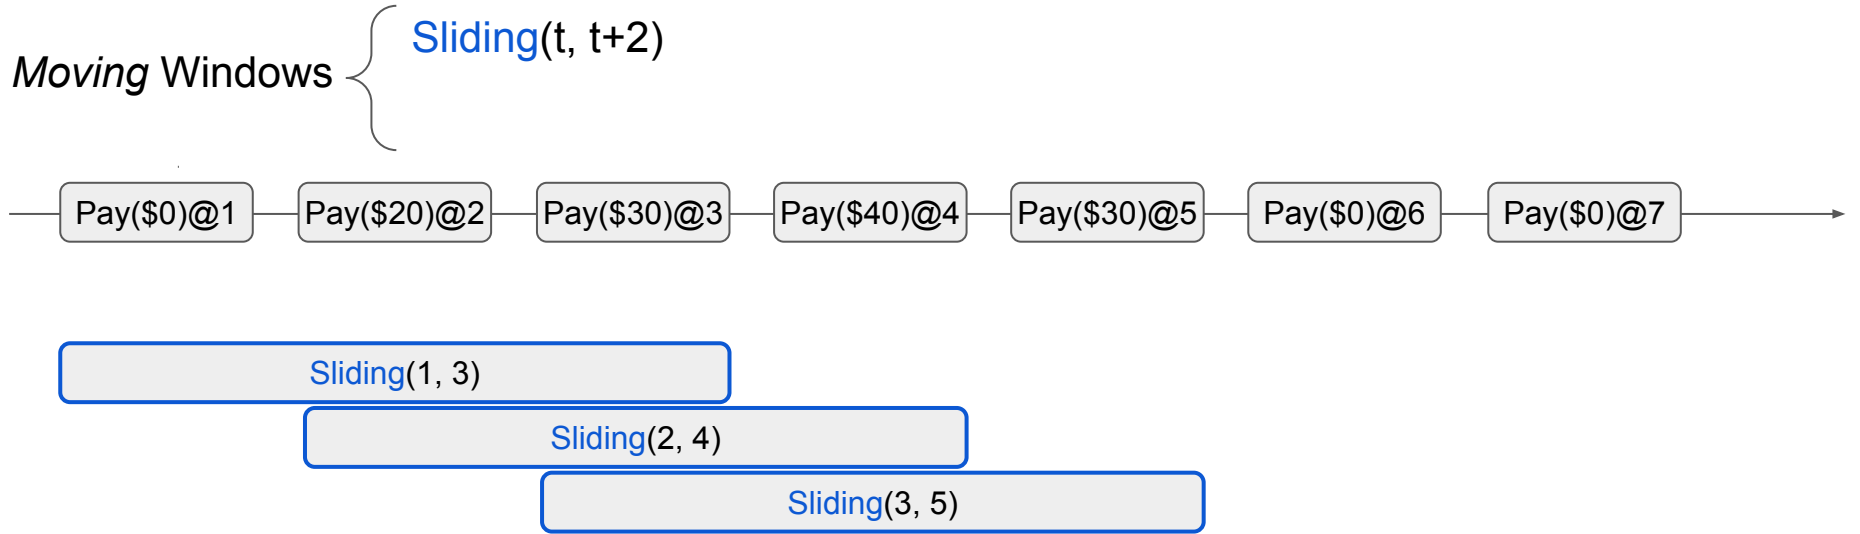 Sliding(t, t+2)
Moving Windows
Pay($0)@1 Pay($20)@2 Pay($30)@3 Pay($40)@4 Pay($30)@5 Pay($0)@6 Pay($0)@7
Sliding(1, 3)
Sliding(2, 4)
Sliding(3, 5)